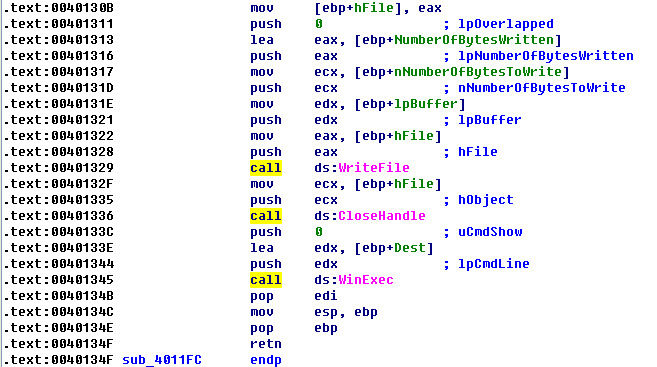 .text:0040130B mov [ebp+hFile], eax
.text:00401311 push 0 ; lpOverlapped
.text:00401313 lea eax, [ebp+NumberOfBytesWritten]
.text:00401316 push eax ; lpNumberOfBytesWritten
.text:00401317 mov ecx, [ebp+nNumberOfBytesToWrite]
.text:0040131D push ecx ; nNumberOfBytesToWrite
.text:0040131E mov edx, [ebp+lpBuffer]
.text:00401321 push edx ; lpBuffer
.text:00401322 mov eax, [ebp+hFile]
.text:00401328 push eax ; hFile
.text:00401329 call ds:WriteFile
.text:0040132F mov ecx, [ebp+hFile]
.text:00401335 push ecx ; hObject
.text:00401336 call ds:CloseHandle
.text:0040133C push 0 ; uCmdShow
.text:0040133E lea edx, [ebp+Dest]
.text:00401344 push edx ; lpCmdLine
.text:00401345 call ds:WinExec
.text:0040134B pop edi
.text:0040134C mov esp, ebp
.text:0040134E pop ebp
.text:0040134F retn
.text:0040134F sub_4011FC endp